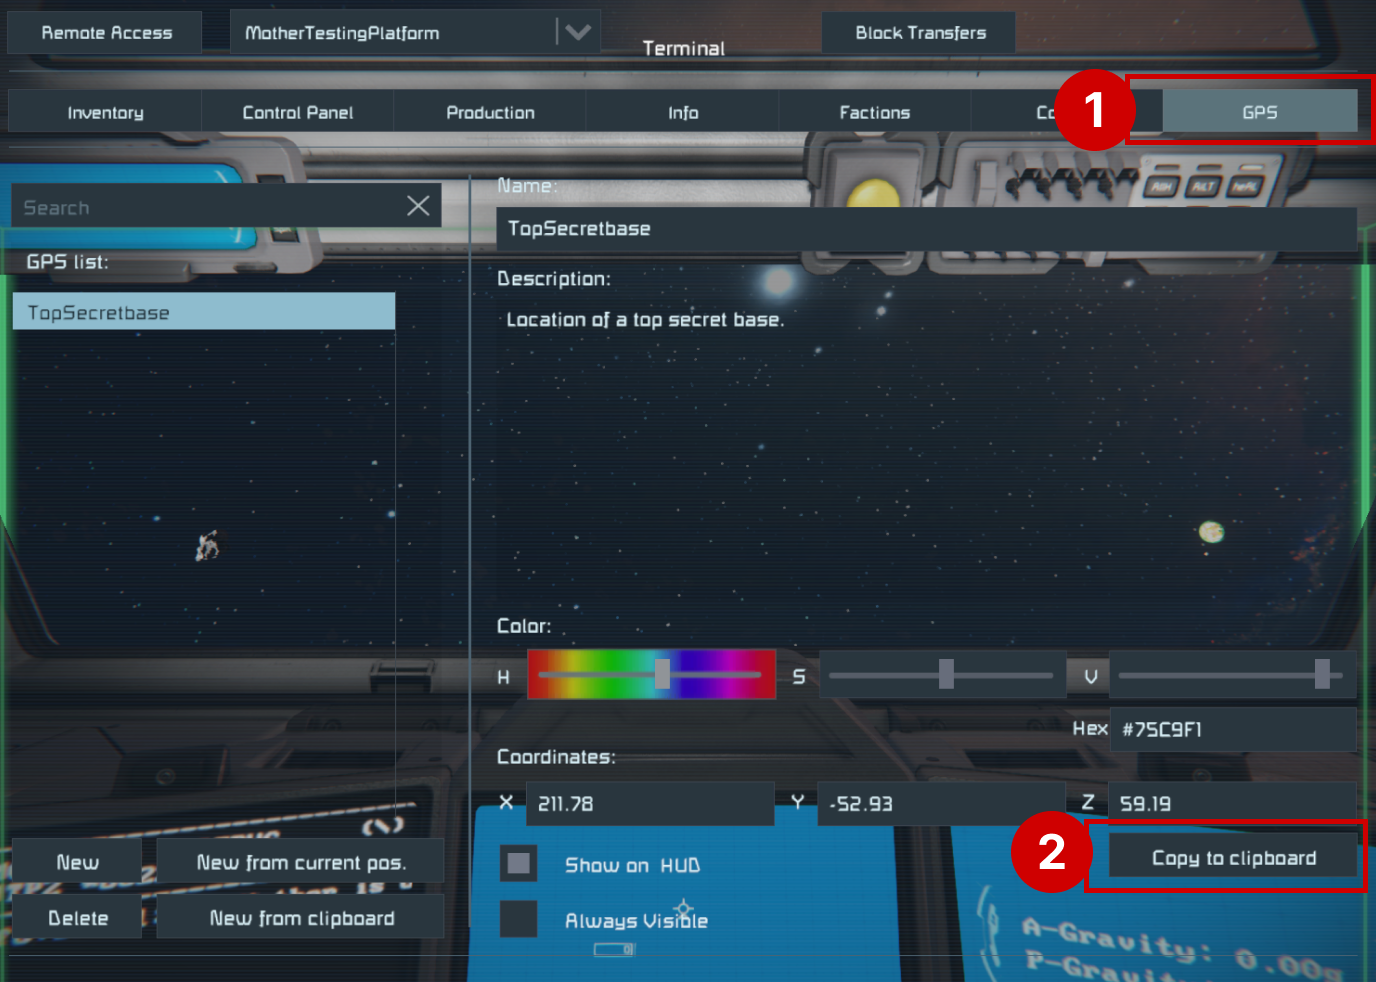 Remote Access
MotherTestingPlatform
Terminal
Block Transfers
Inventory
Control Panel
Production
Info
Factions
1
GPS
Search
GPS list:
TopSecretbase
Name:
TopSecretbase
Description:
Location of a top secret base.
Color:
H
S
V
Hex
#75C9F1
Coordinates:
X
211.78
Y
-52.93
Z
59.19
2
Copy to clipboard
Show on HUD
Always Visible
New
New from current pos.
Delete
New from clipboard
A-Gravity: 0.00g